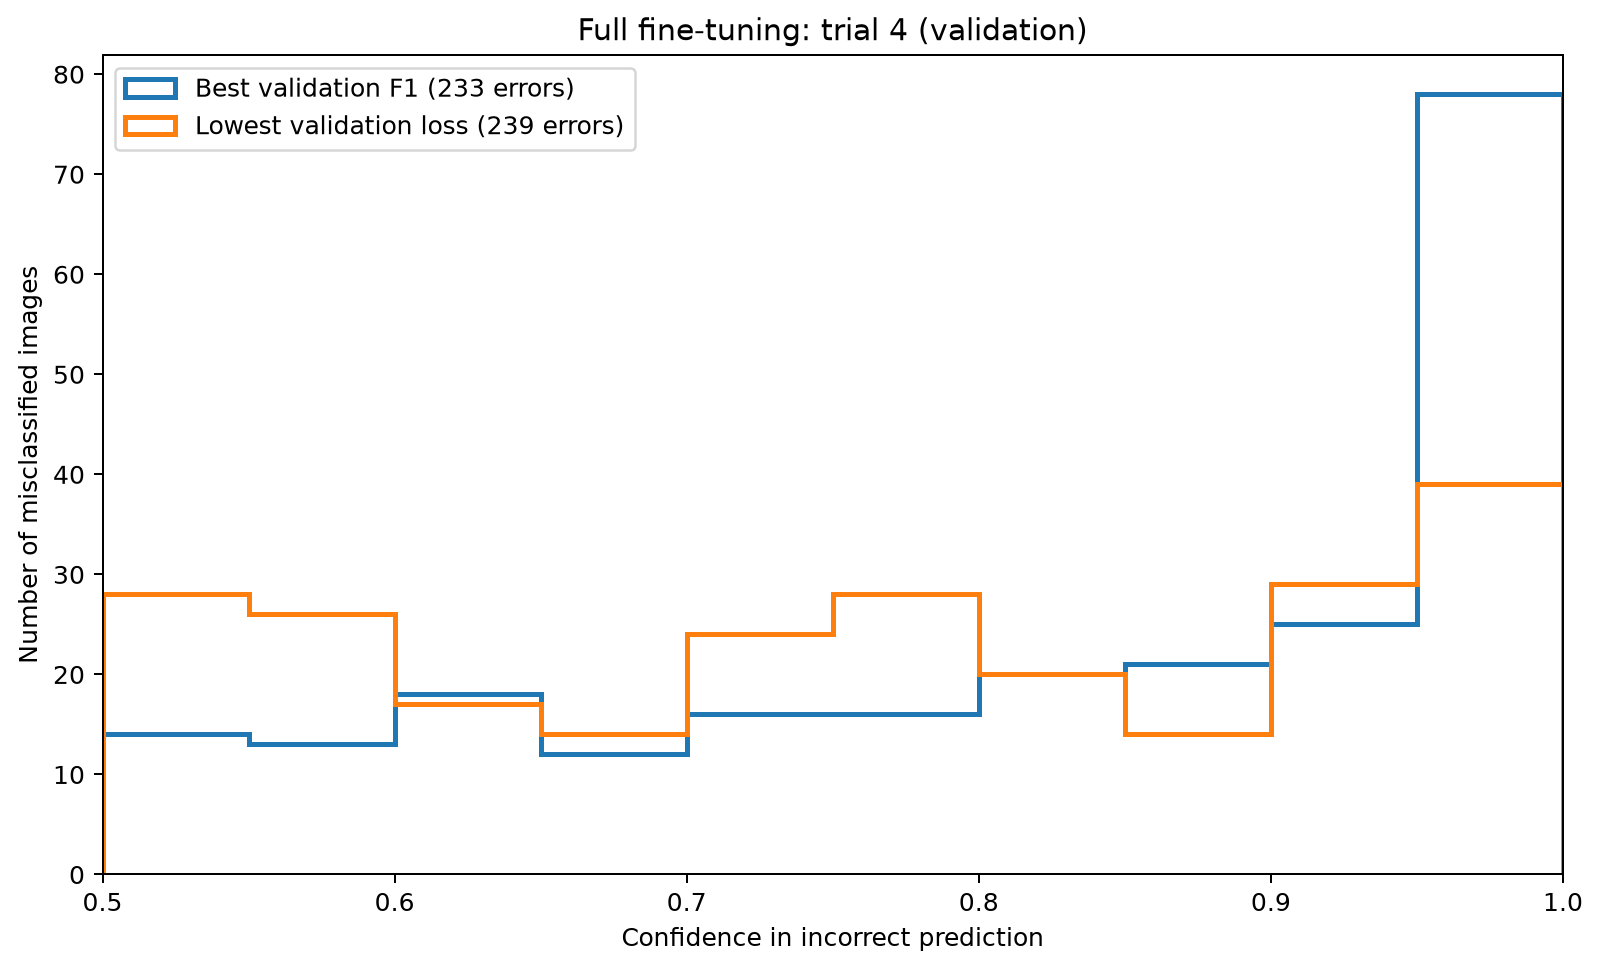 Full fine-tuning: trial 4 (validation)
Best validation F1 (233 errors)
Lowest validation loss (239 errors)
Number of misclassified images
80
70
60
50
40
30
20
10
0
0.5 0.6 0.7 0.8 0.9 1.0
Confidence in incorrect prediction